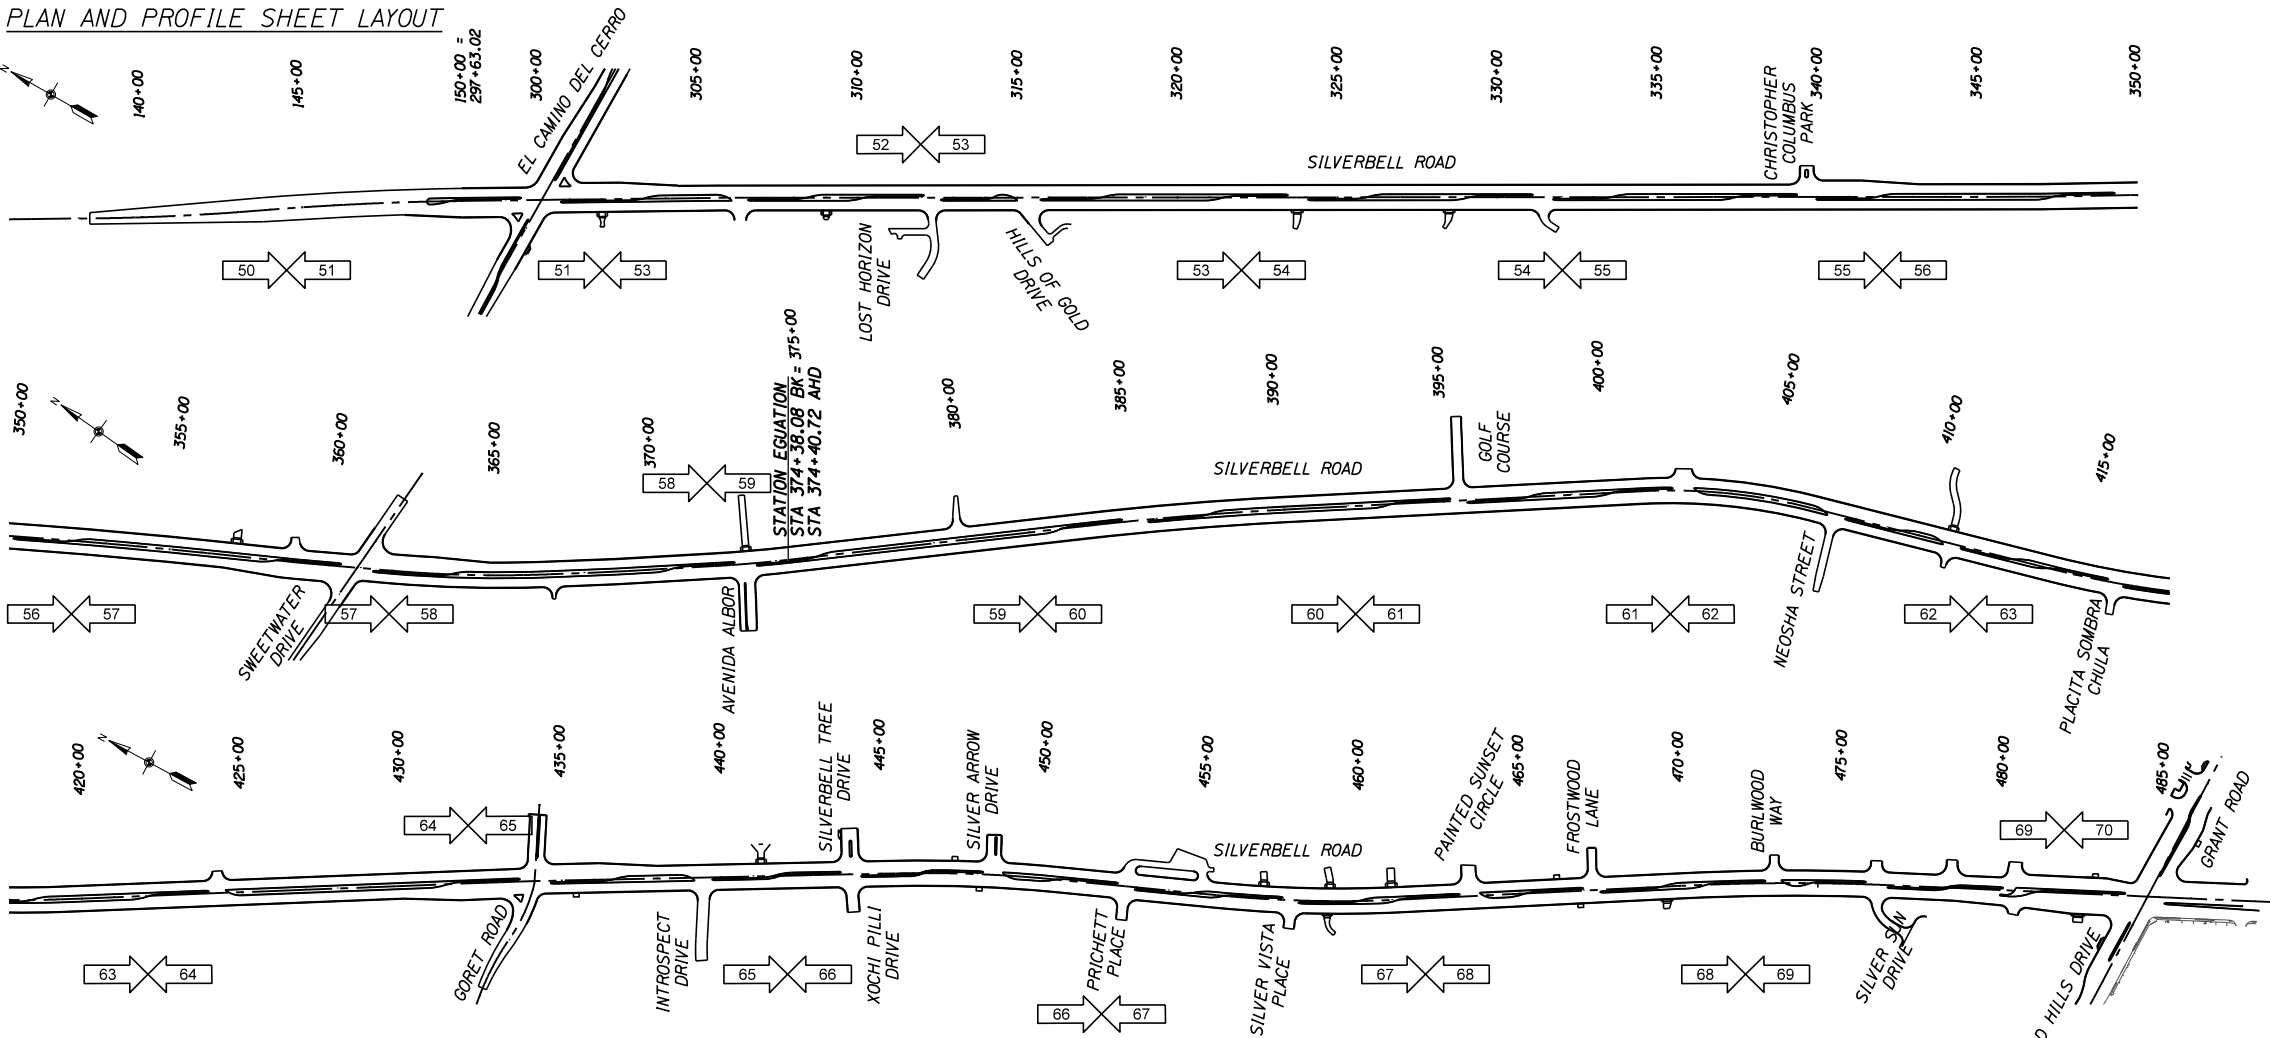 PLAN AND PROFILE SHEET LAYOUT
N
140+00
145+00
150+00 =
297+63.02
300+00
EL CAMINO DEL CERRO
305+00
310+00
315+00
320+00
325+00
330+00
335+00
CHRISTOPHER
COLUMBUS
PARK
340+00
345+00
350+00
52 53
SILVERBELL ROAD
50 51
51 53
LOST HORIZON
DRIVE
HILLS OF GOLD
DRIVE
53 54
54 55
55 56
350+00
N
355+00
360+00
365+00
370+00
58 59
STATION EQUATION
STA 374+38.08 BK =
STA 374+40.72 AHD
375+00
380+00
385+00
390+00
395+00
GOLF
COURSE
400+00
405+00
410+00
415+00
SILVERBELL ROAD
56 57
SWEETWATER
DRIVE
57 58
AVENIDA ALBOR
59 60
60 61
61 62
NEOSHA STREET
62 63
PLACITA SOMBRA
CHULA
420+00
N
425+00
430+00
435+00
440+00
SILVERBELL TREE
DRIVE
445+00
SILVER ARROW
DRIVE
450+00
455+00
460+00
PAINTED SUNSET
CIRCLE
465+00
FROSTWOOD
LANE
470+00
BURLWOOD
WAY
475+00
480+00
485+00
GRANT ROAD
64 65
SILVERBELL ROAD
69 70
63 64
GORET ROAD
INTROSPECT
DRIVE
65 66
XOCHI PILLI
DRIVE
66 67
PRICHETT
PLACE
SILVER VISTA
PLACE
67 68
68 69
SILVER SUN
DRIVE
D HILLS DRIVE